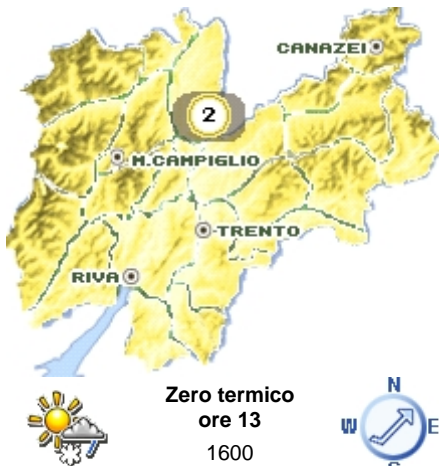 CANAZEI
2
M.CAMPIGLIO
TRENTO
RIVA
Zero termico
ore 13
1600
N
W E
S